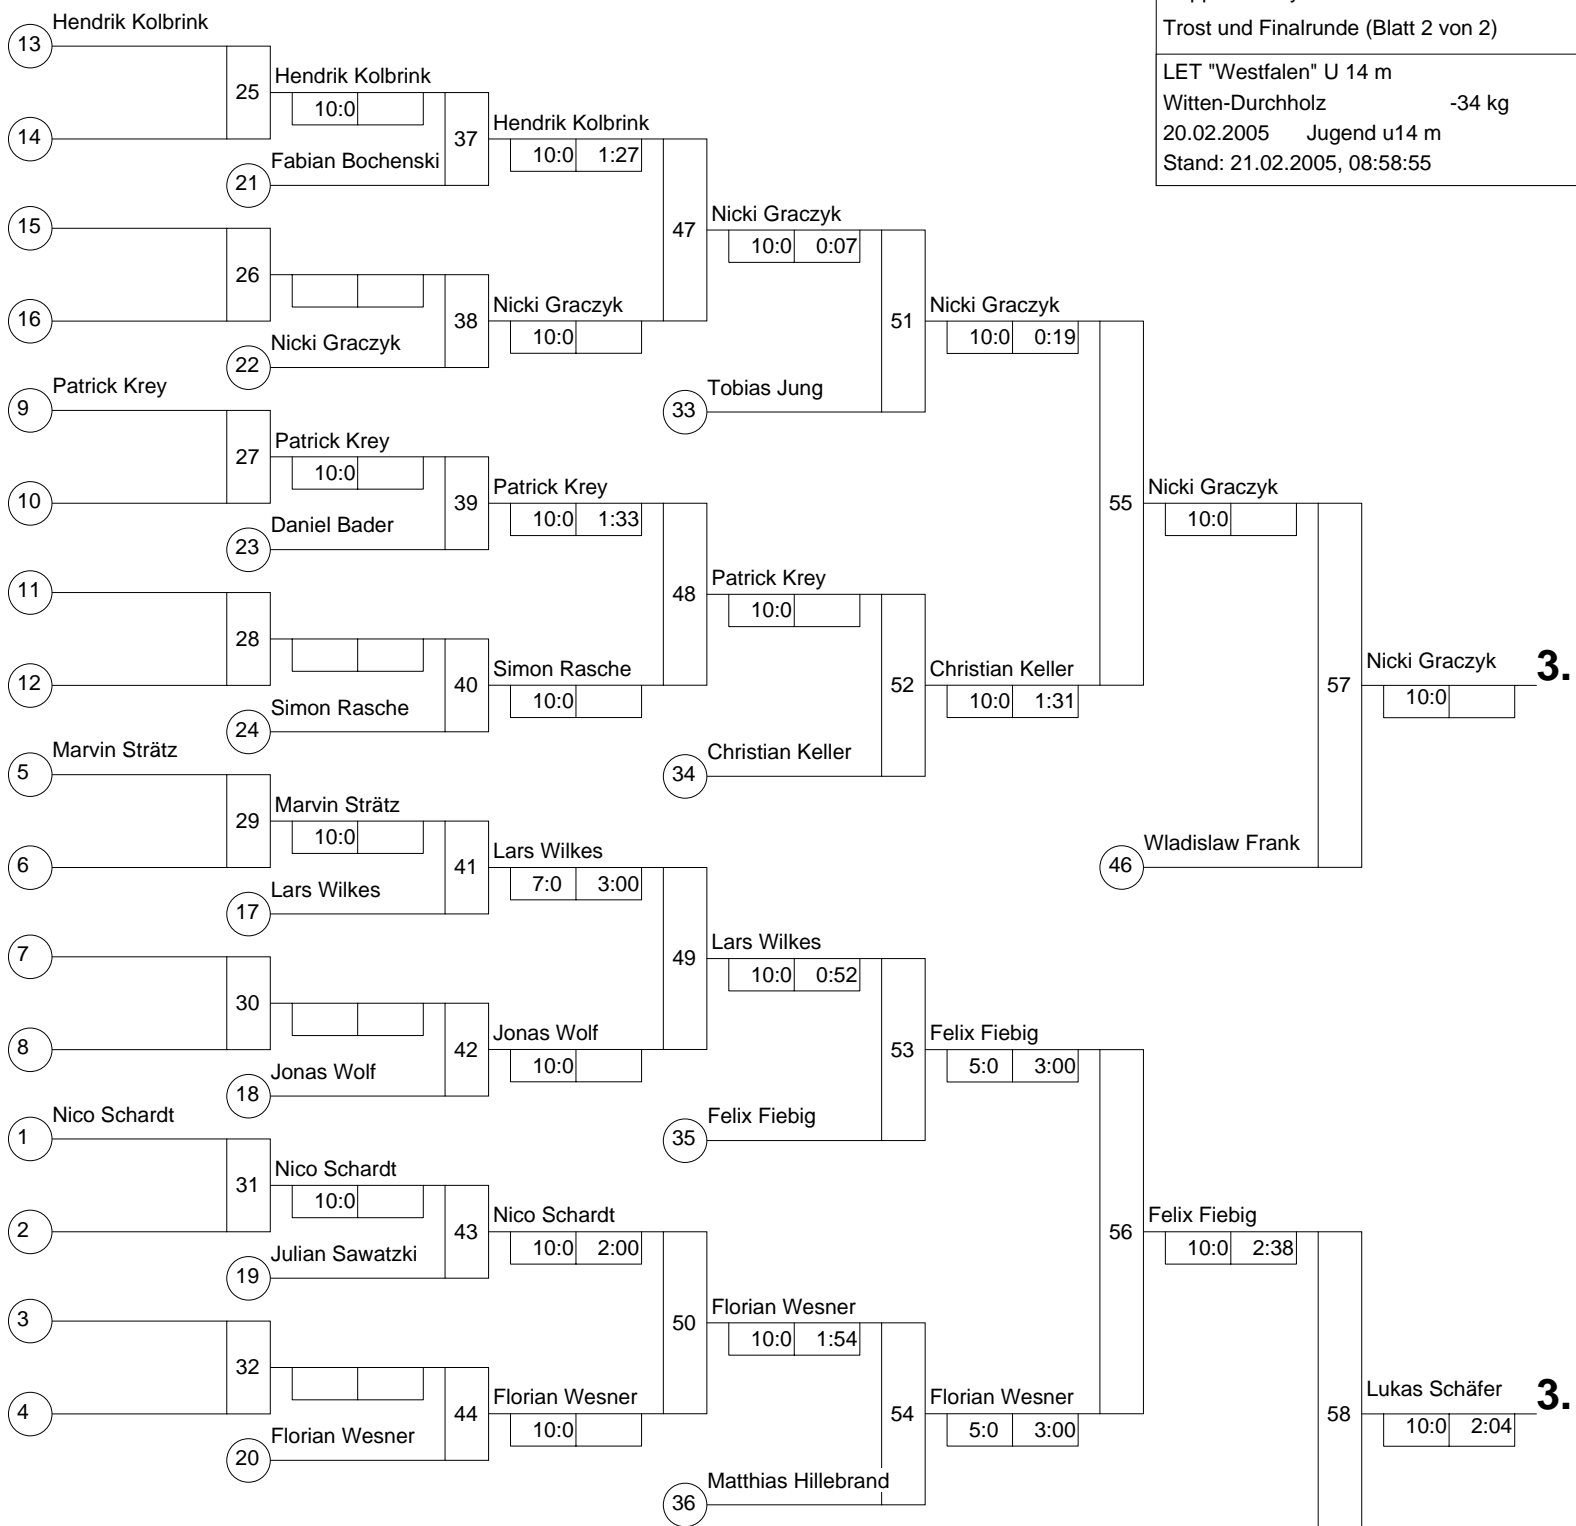 Trost und Finalrunde (Blatt 2 von 2)
LET "Westfalen" U 14 m
Witten-Durchholz -34 kg
20.02.2005 Jugend u14 m
Stand: 21.02.2005, 08:58:55
13 Hendrik Kolbrink
25 Hendrik Kolbrink
10:0
14
37 Hendrik Kolbrink
10:0 1:27
21 Fabian Bochenski
15
47 Nicki Graczyk
10:0 0:07
26
16
38 Nicki Graczyk
10:0
22 Nicki Graczyk
51 Nicki Graczyk
10:0 0:19
33 Tobias Jung
9 Patrick Krey
27 Patrick Krey
10:0
10
39 Patrick Krey
10:0 1:33
23 Daniel Bader
55 Nicki Graczyk
10:0
11
48 Patrick Krey
10:0
28
12
40 Simon Rasche
10:0
24 Simon Rasche
52 Christian Keller
10:0 1:31
34 Christian Keller
57 Nicki Graczyk 3.
10:0
5 Marvin Strätz
29 Marvin Strätz
10:0
6
41 Lars Wilkes
7:0 3:00
17 Lars Wilkes
46 Wladislaw Frank
7
49 Lars Wilkes
10:0 0:52
30
8
42 Jonas Wolf
10:0
18 Jonas Wolf
53 Felix Fiebig
5:0 3:00
35 Felix Fiebig
1 Nico Schardt
31 Nico Schardt
10:0
2
43 Nico Schardt
10:0 2:00
19 Julian Sawatzki
56 Felix Fiebig
10:0 2:38
3
50 Florian Wesner
10:0 1:54
32
4
44 Florian Wesner
10:0
20 Florian Wesner
54 Florian Wesner
5:0 3:00
36 Matthias Hillebrand
58 Lukas Schäfer 3.
10:0 2:04